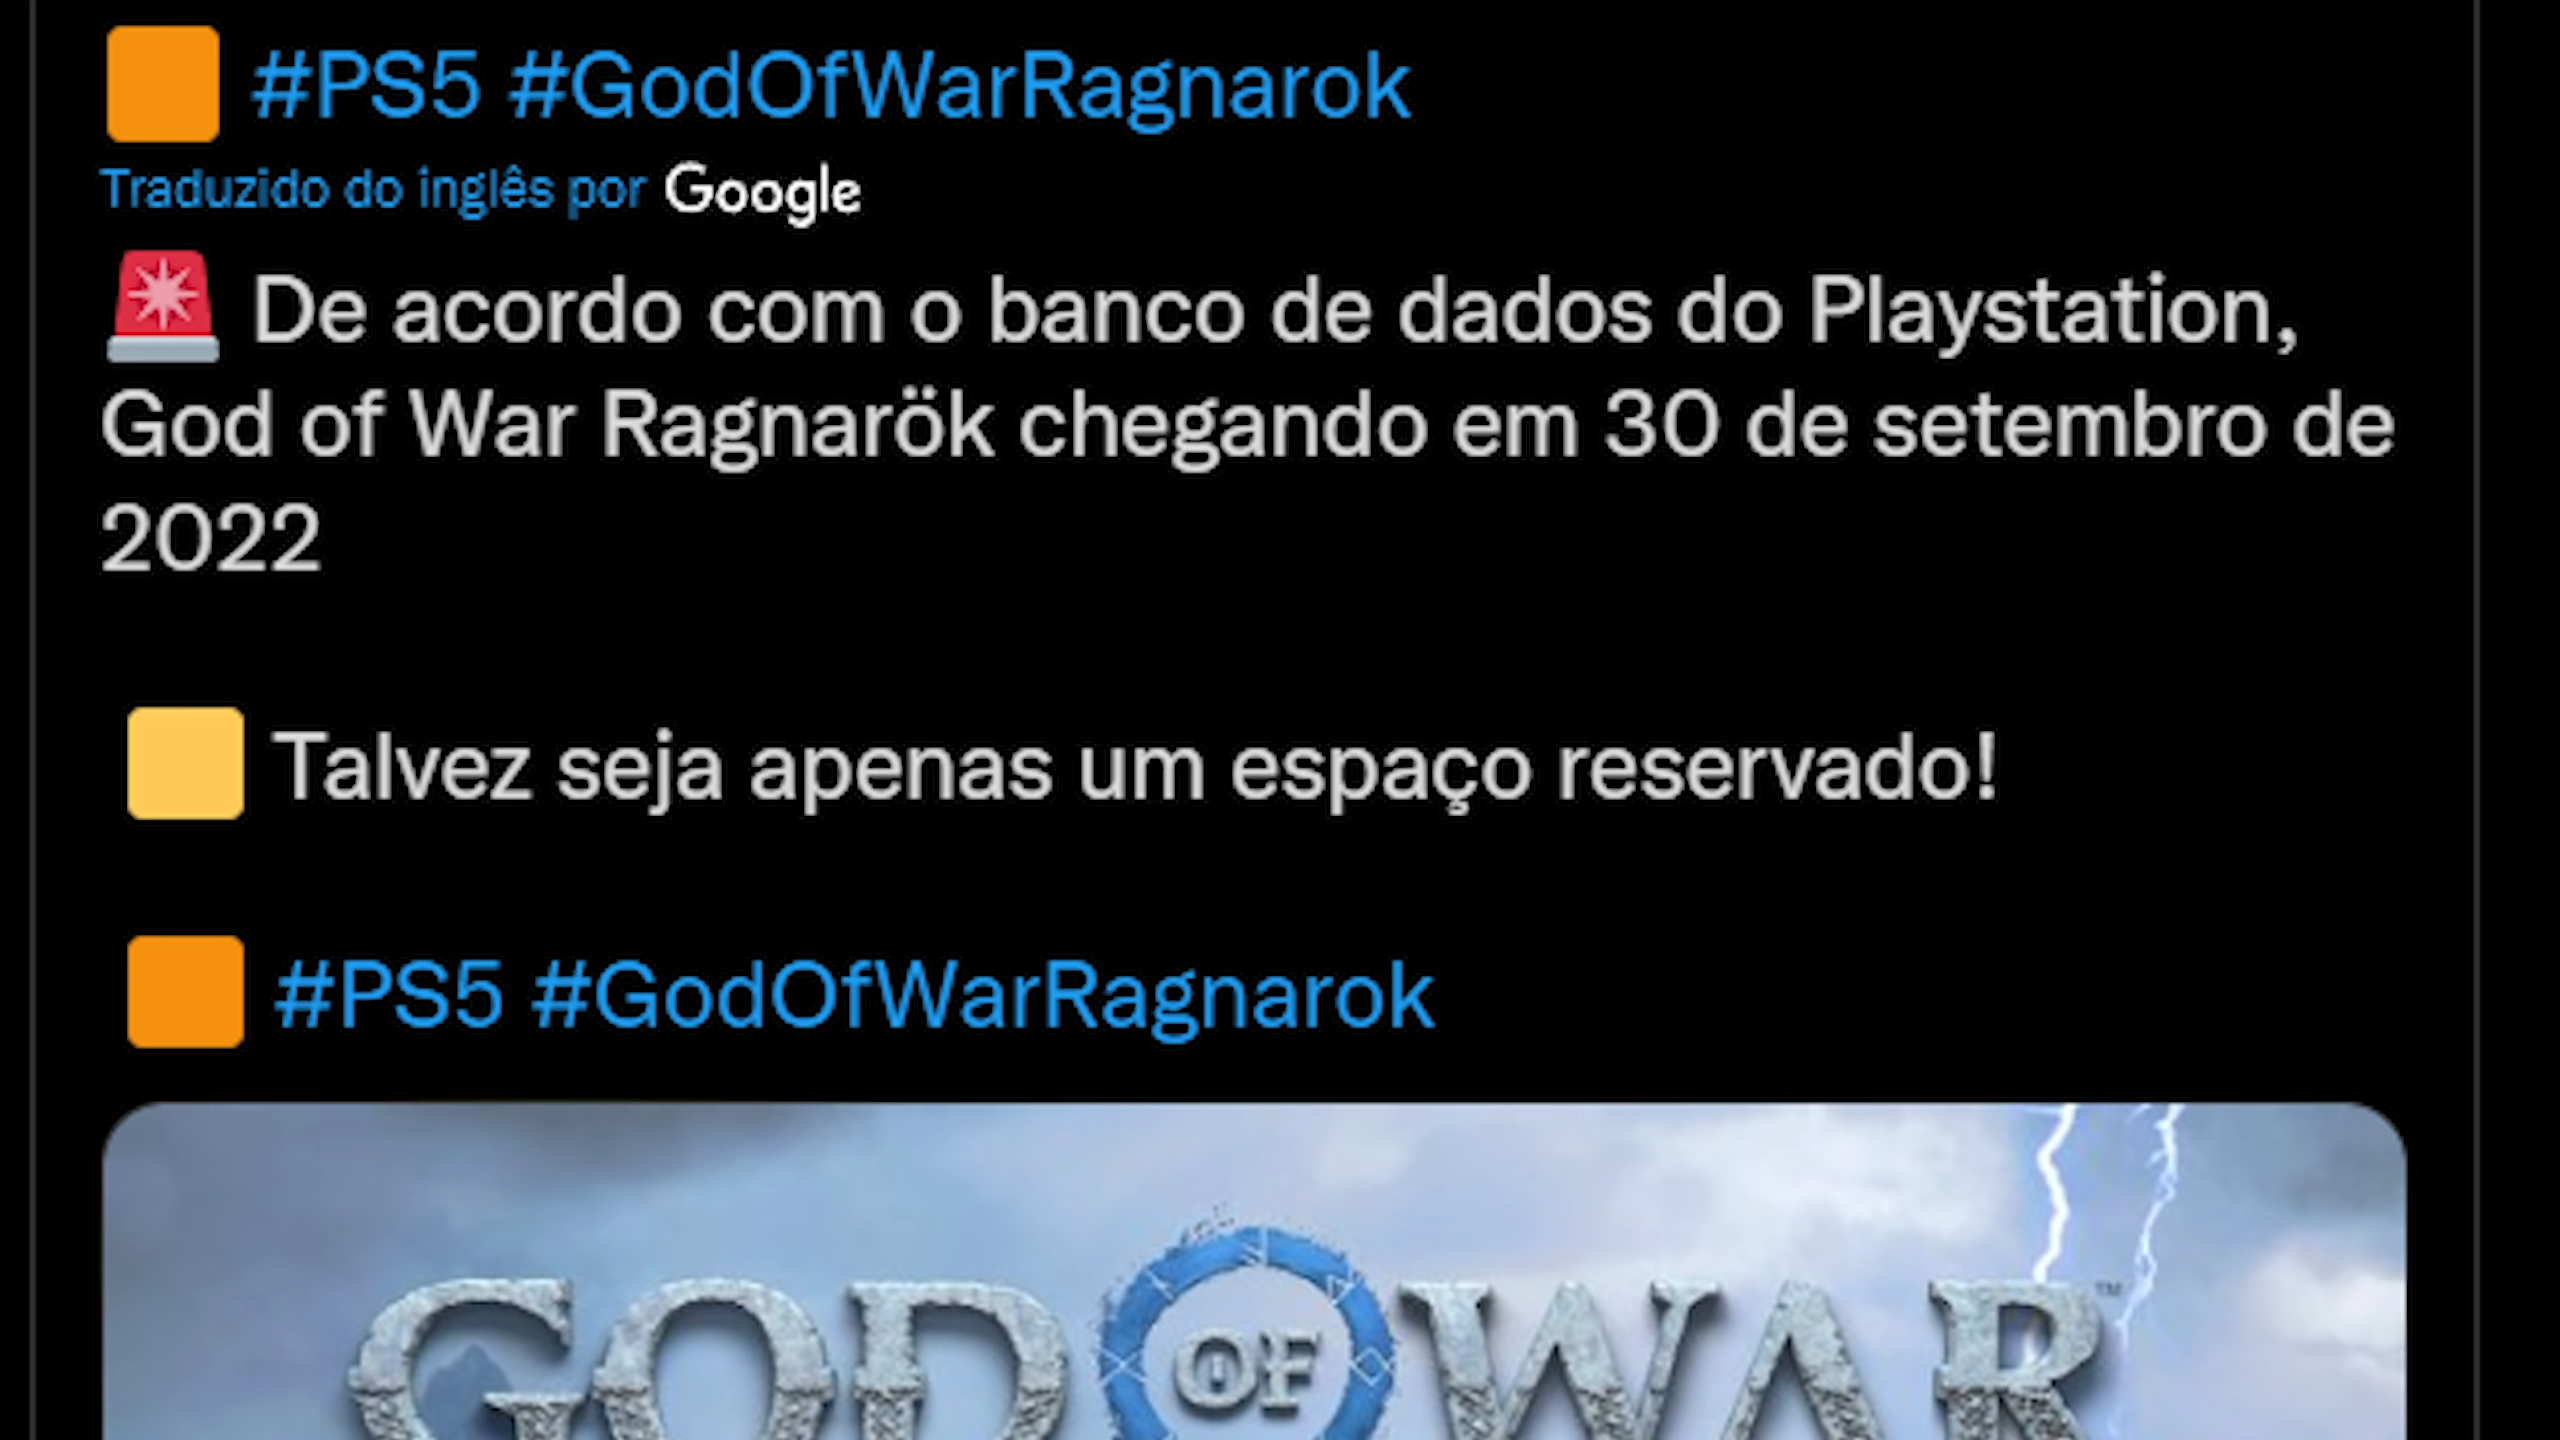 #PS5 #GodOfWarRagnarok
Traduzido do inglês por Google
De acordo com o banco de dados do Playstation,
God of War Ragnarök chegando em 30 de setembro de
2022
Talvez seja apenas um espaço reservado!
#PS5 #GodOfWarRagnarok
GOD OF WAR™